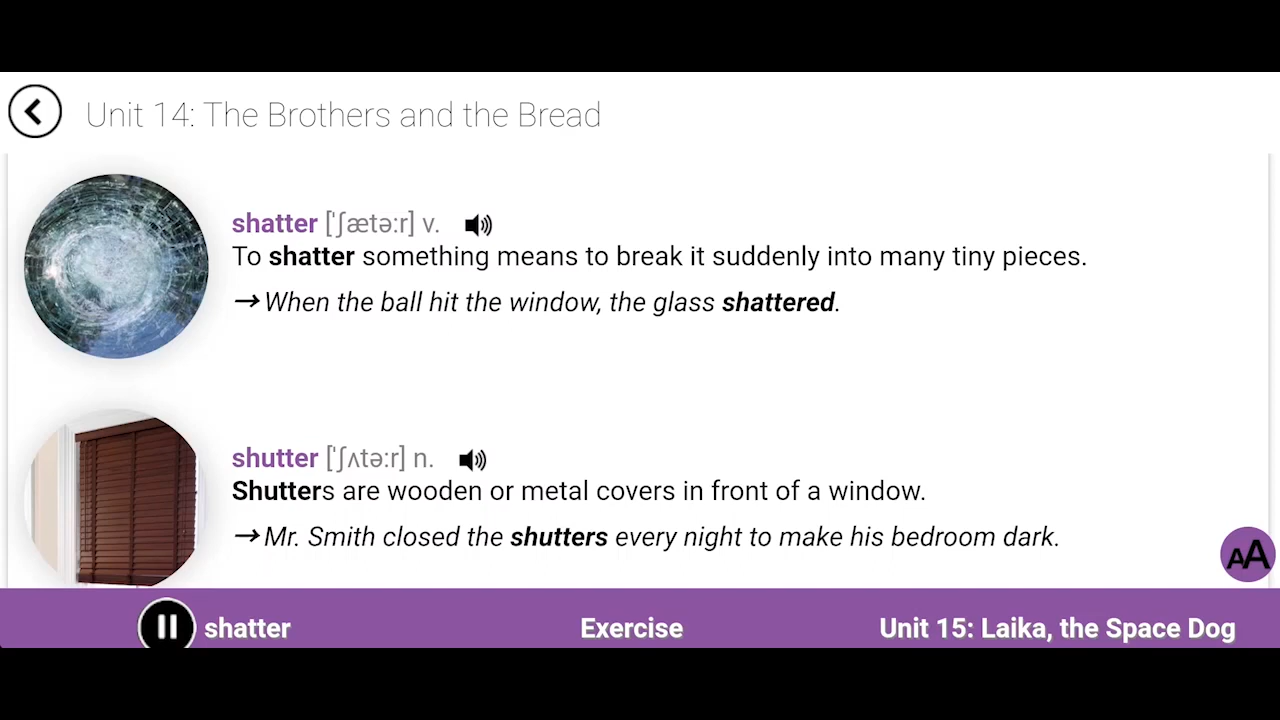 Unit 14: The Brothers and the Bread
shatter [ˈʃætə:r] v.
To shatter something means to break it suddenly into many tiny pieces.
→ When the ball hit the window, the glass shattered.
shutter [ˈʃʌtə:r] n.
Shutters are wooden or metal covers in front of a window.
→ Mr. Smith closed the shutters every night to make his bedroom dark.
AA
shatter Exercise Unit 15: Laika, the Space Dog